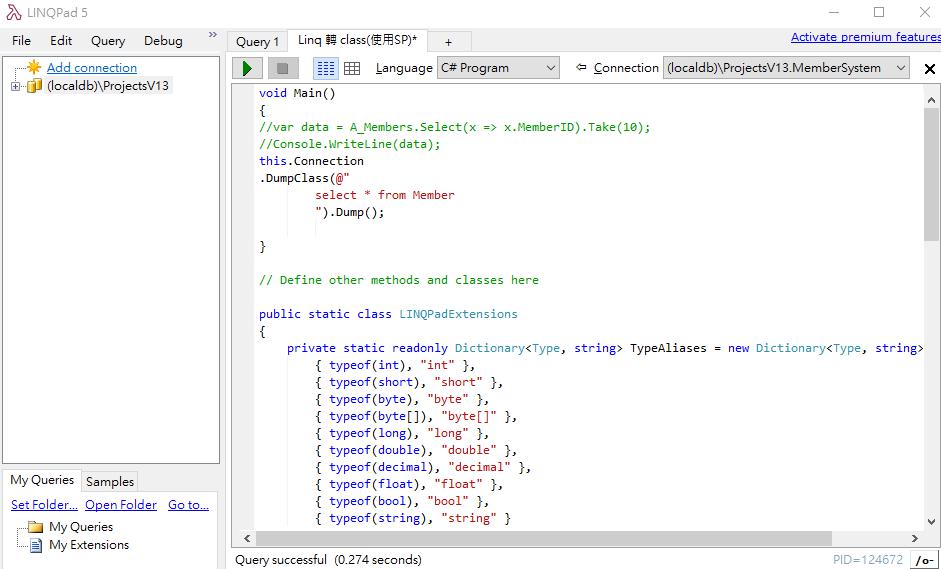 LINQPad 5
File Edit Query Debug »
Query 1 Linq 轉 class(使用SP)* +
Activate premium features
Language C# Program Connection (localdb)\ProjectsV13.MemberSystem
Add connection
(localdb)\ProjectsV13
void Main()
{
//var data = A_Members.Select(x => x.MemberID).Take(10);
//Console.WriteLine(data);
this.Connection
.DumpClass(@"
select * from Member
").Dump();
}
// Define other methods and classes here
public static class LINQPadExtensions
{
private static readonly Dictionary<Type, string> TypeAliases = new Dictionary<Type, string>
{ typeof(int), "int" },
{ typeof(short), "short" },
{ typeof(byte), "byte" },
{ typeof(byte[]), "byte[]" },
{ typeof(long), "long" },
{ typeof(double), "double" },
{ typeof(decimal), "decimal" },
{ typeof(float), "float" },
{ typeof(bool), "bool" },
{ typeof(string), "string" }
My Queries Samples
Set Folder... Open Folder Go to...
My Queries
My Extensions
Query successful (0.274 seconds)
PID=124672 /o-